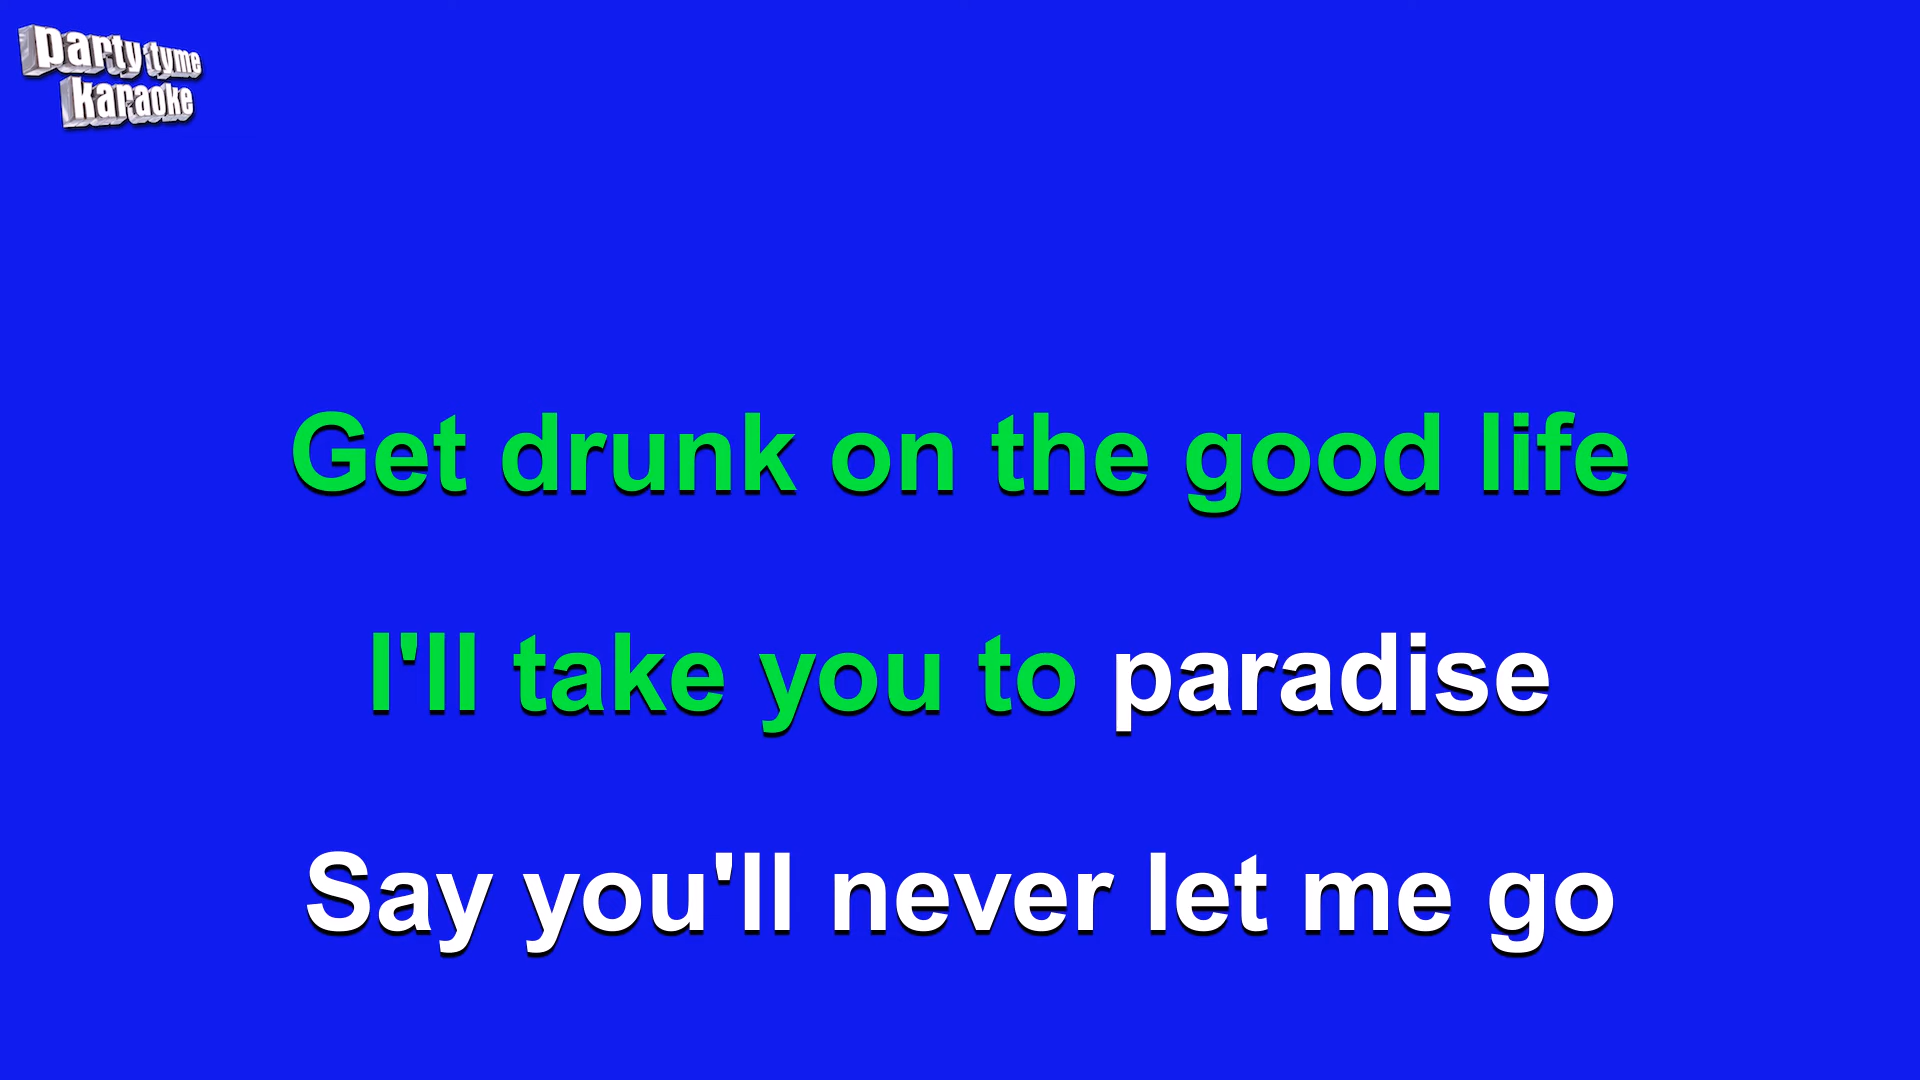 party tyme
karaoke
Get drunk on the good life
I'll take you to paradise
Say you'll never let me go